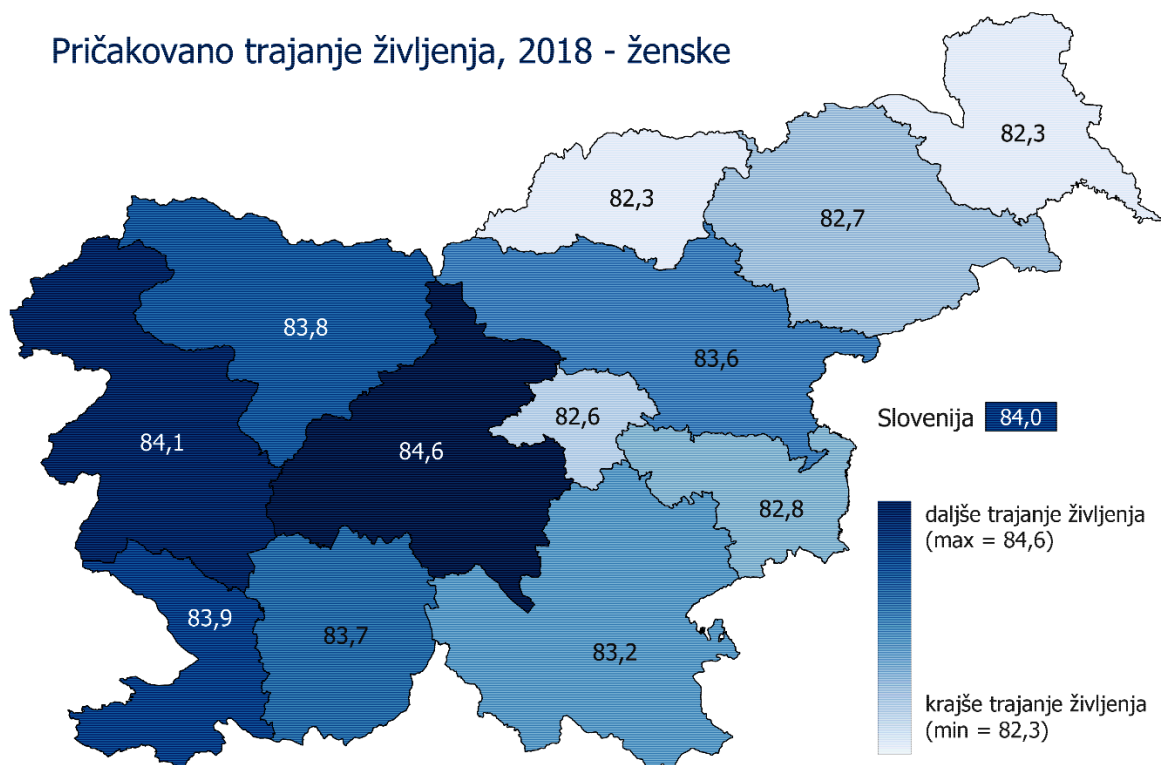 Pričakovano trajanje življenja, 2018 - ženske
82,3
82,3
82,7
83,8
83,6
82,6
84,1
84,6
Slovenija 84,0
82,8
daljše trajanje življenja
(max = 84,6)
83,9
83,7
83,2
krajše trajanje življenja
(min = 82,3)